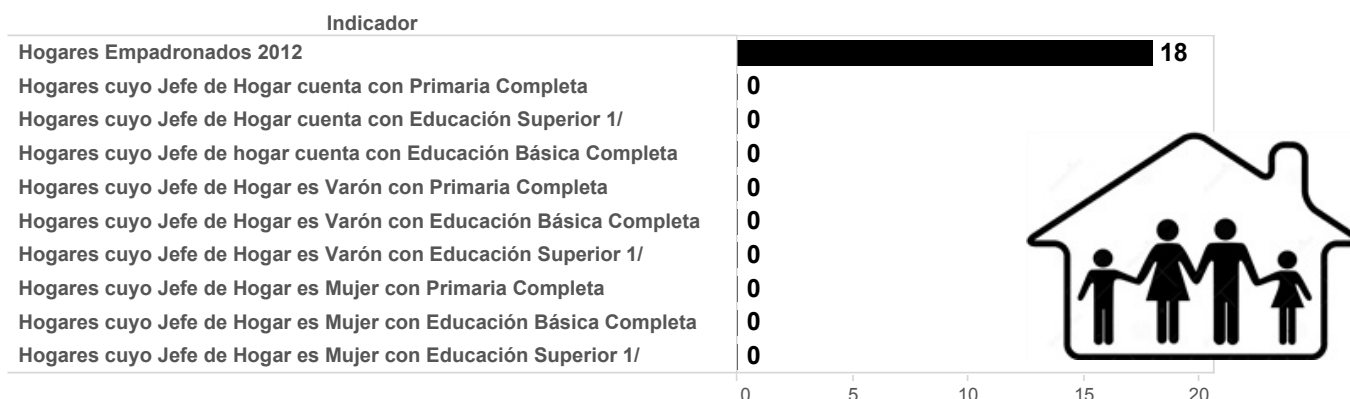 Indicador
Hogares Empadronados 2012 18
Hogares cuyo Jefe de Hogar cuenta con Primaria Completa 0
Hogares cuyo Jefe de Hogar cuenta con Educación Superior 1/ 0
Hogares cuyo Jefe de hogar cuenta con Educación Básica Completa 0
Hogares cuyo Jefe de Hogar es Varón con Primaria Completa 0
Hogares cuyo Jefe de Hogar es Varón con Educación Básica Completa 0
Hogares cuyo Jefe de Hogar es Varón con Educación Superior 1/ 0
Hogares cuyo Jefe de Hogar es Mujer con Primaria Completa 0
Hogares cuyo Jefe de Hogar es Mujer con Educación Básica Completa 0
Hogares cuyo Jefe de Hogar es Mujer con Educación Superior 1/ 0
0 5 10 15 20